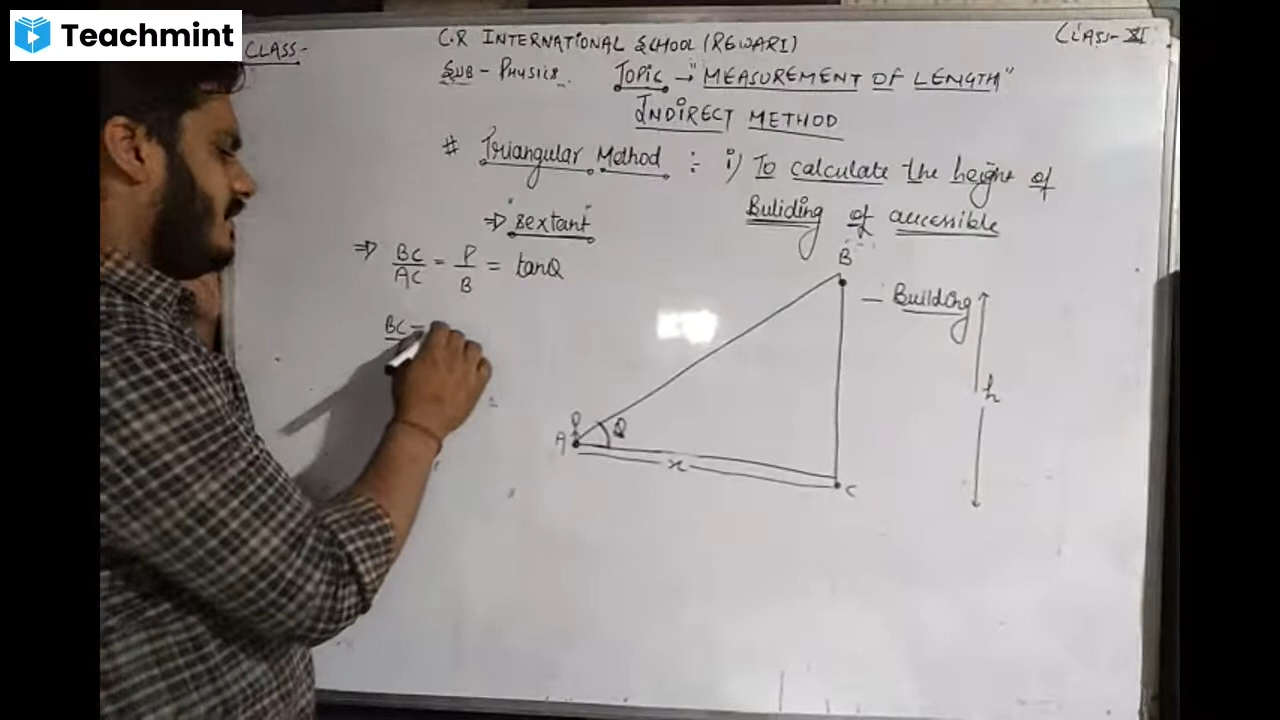 Teachmint
CLASS-
C.R INTERNATIONAL SCHOOL (REWARI)
CLASS-XI
SUB - PHYSICS. TOPIC → "MEASUREMENT OF LENGTH"
INDIRECT METHOD
# Triangular Method :- i) To calculate the height of
Buliding of accessible
⇒ "Sextant"
⇒ BC/AC = P/B = tanQ
BC =
B
— Building
h
A
Q
x
C